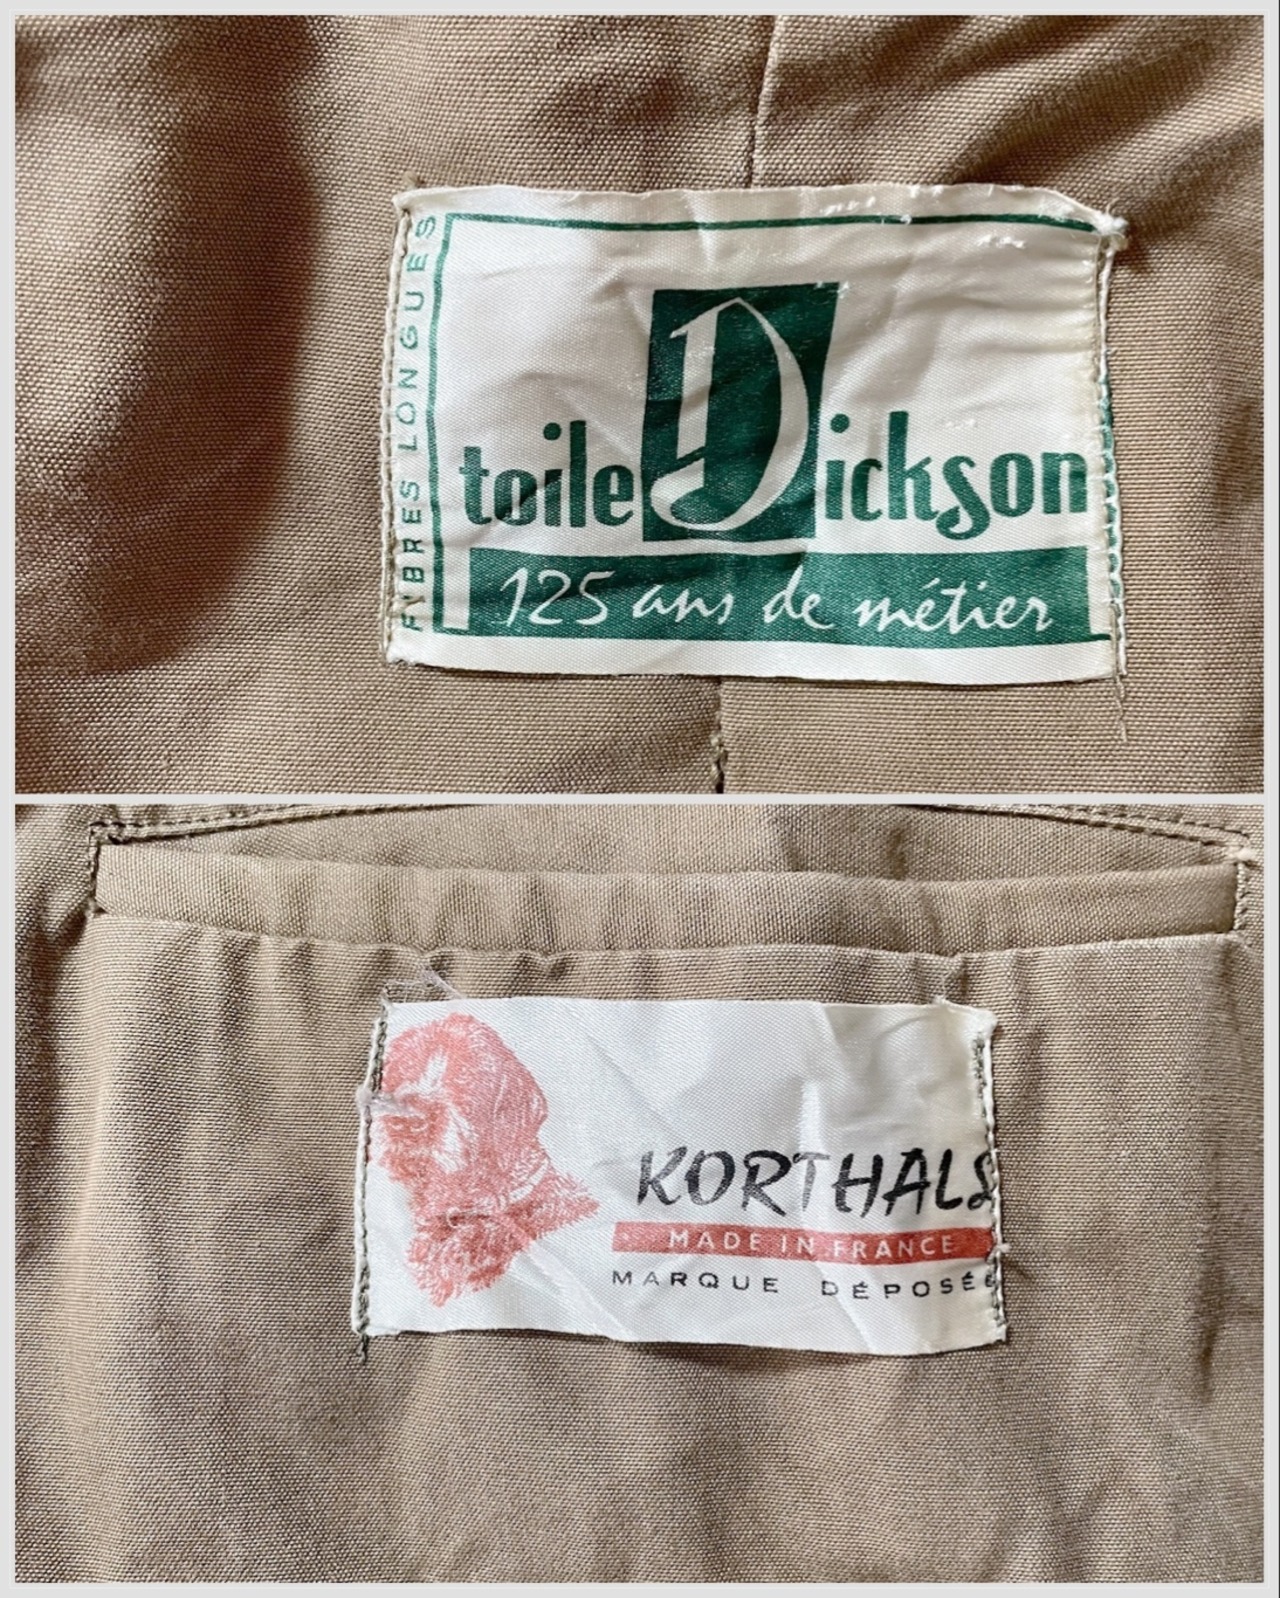 FIBRES LONGUES
toile Dickson
125 ans de métier
KORTHALS
MADE IN FRANCE
MARQUE DÉPOSÉE